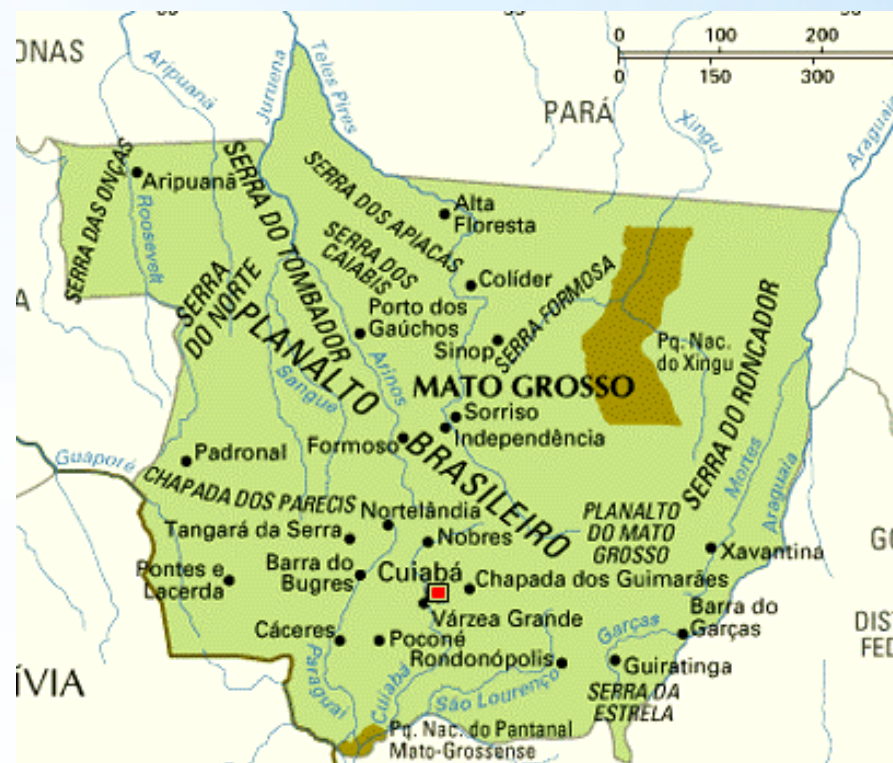 ONAS
Aripuanã
Juruena
Teles Pires
0 100 200
0 150 300
PARÁ
Xingu
Araguaia
SERRA DAS ONÇAS
Aripuanã
Roosevelt
SERRA DO TOMBADOR
SERRA DOS APIACAS
SERRA DOS
CAIABIS
Alta
Floresta
Colíder
SERRA
DO NORTE
Porto dos
Gaúchos
SERRA FORMOSA
Sinop
Pq. Nac.
do Xingu
SERRA DO RONCADOR
PLANALTO
BRASILEIRO
Sangue
Arinos
MATO GROSSO
Sorriso
Independência
Formoso
Padronal
Guaporé
CHAPADA DOS PARECIS
Nortelândia
Tangará da Serra
Nobres
PLANALTO
DO MATO
GROSSO
Mortes
Araguaia
Xavantina
GO
Pontes e
Lacerda
Barra do
Bugres
Cuiabá
Chapada dos Guimarães
Várzea Grande
Cáceres
Poconé
Rondonópolis
Garças
Barra do
Garças
Guiratinga
DIST
FED
ÍVIA
Paraguai
Cuiabá
São Lourenço
SERRA DA
ESTRELA
Pq. Nac. do Pantanal
Mato-Grossense